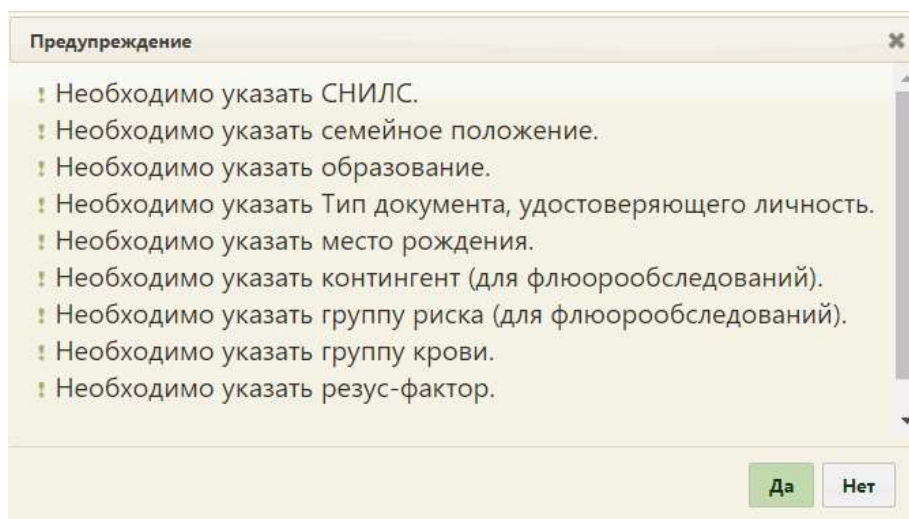 Предупреждение
Необходимо указать СНИЛС.
Необходимо указать семейное положение.
Необходимо указать образование.
Необходимо указать Тип документа, удостоверяющего личность.
Необходимо указать место рождения.
Необходимо указать контингент (для флюорообследований).
Необходимо указать группу риска (для флюорообследований).
Необходимо указать группу крови.
Необходимо указать резус-фактор.
Да Нет